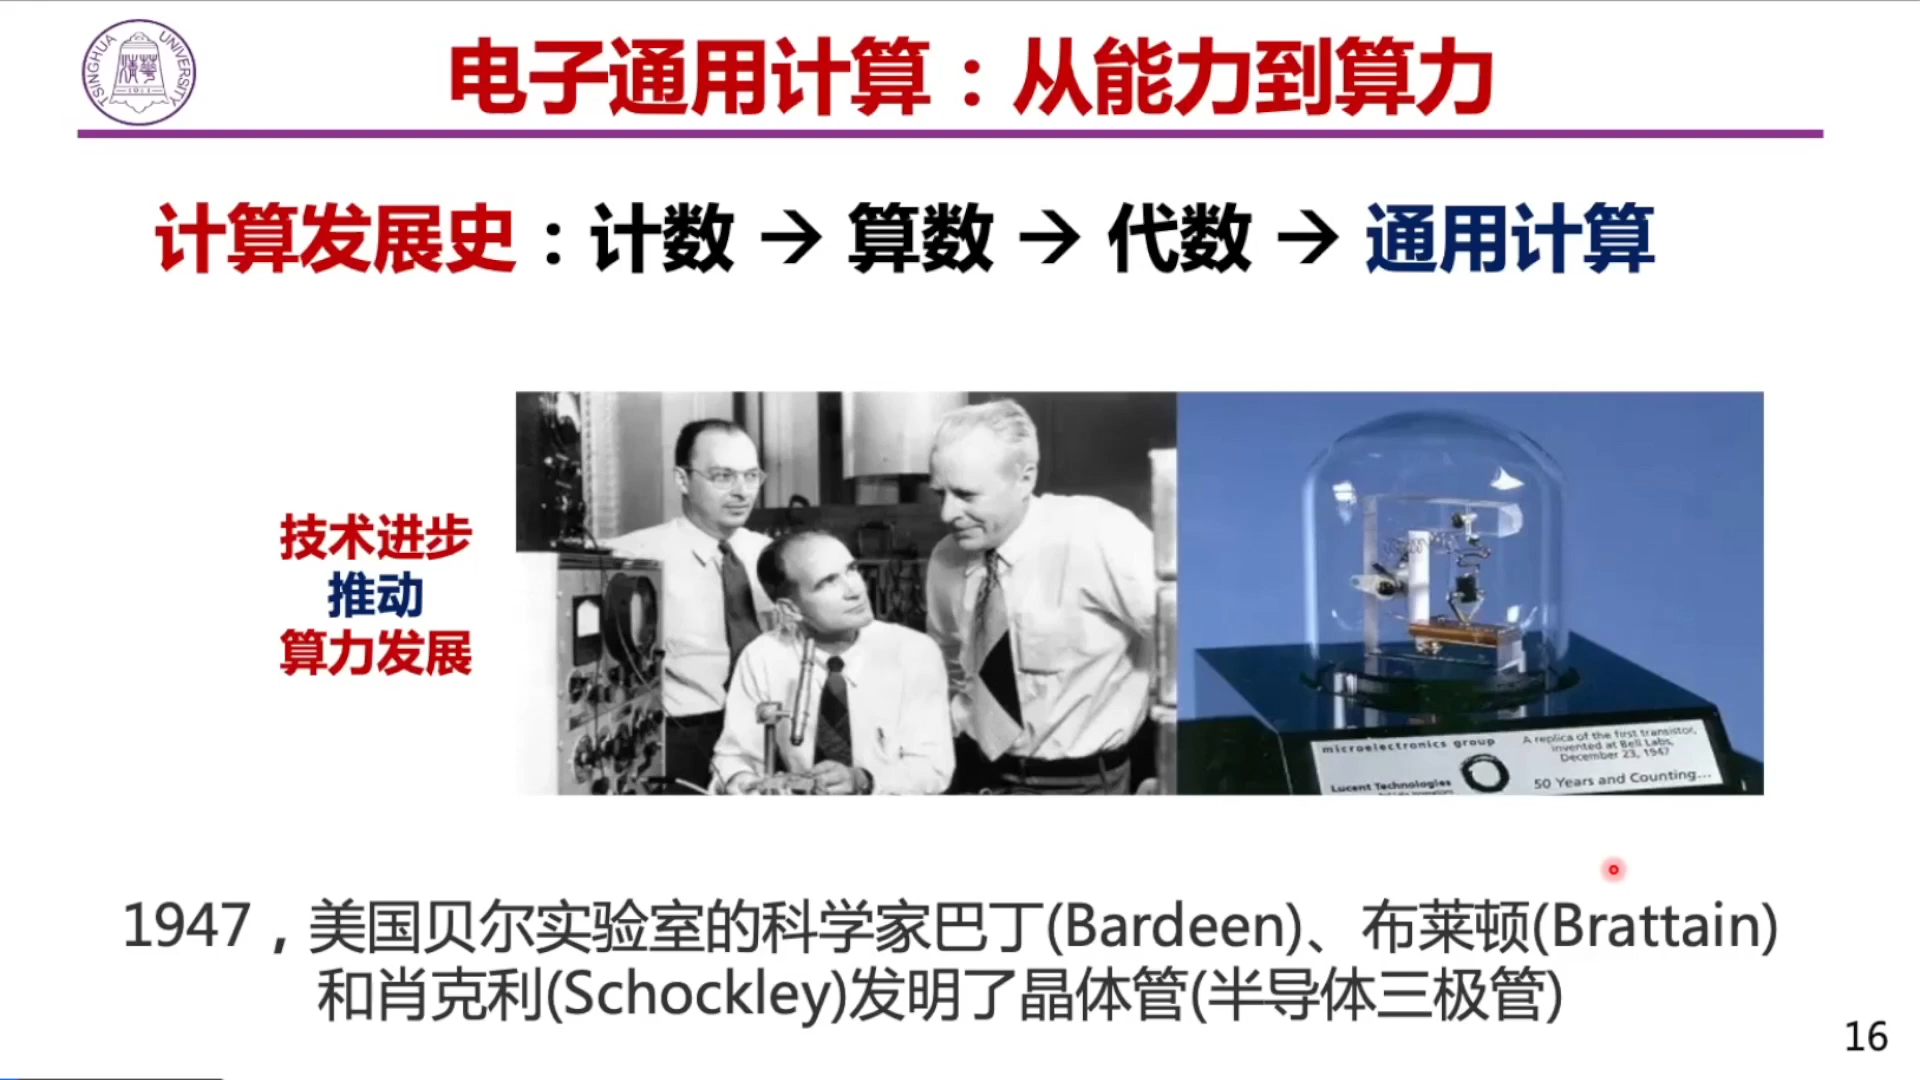 TSINGHUA UNIVERSITY
1911
电子通用计算：从能力到算力
计算发展史：计数 → 算数 → 代数 → 通用计算
技术进步
推动
算力发展
microelectronics group
Lucent Technologies
A replica of the first transistor,
invented at Bell Labs,
December 23, 1947
50 Years and Counting...
1947，美国贝尔实验室的科学家巴丁(Bardeen)、布莱顿(Brattain)
和肖克利(Schockley)发明了晶体管(半导体三极管)
16